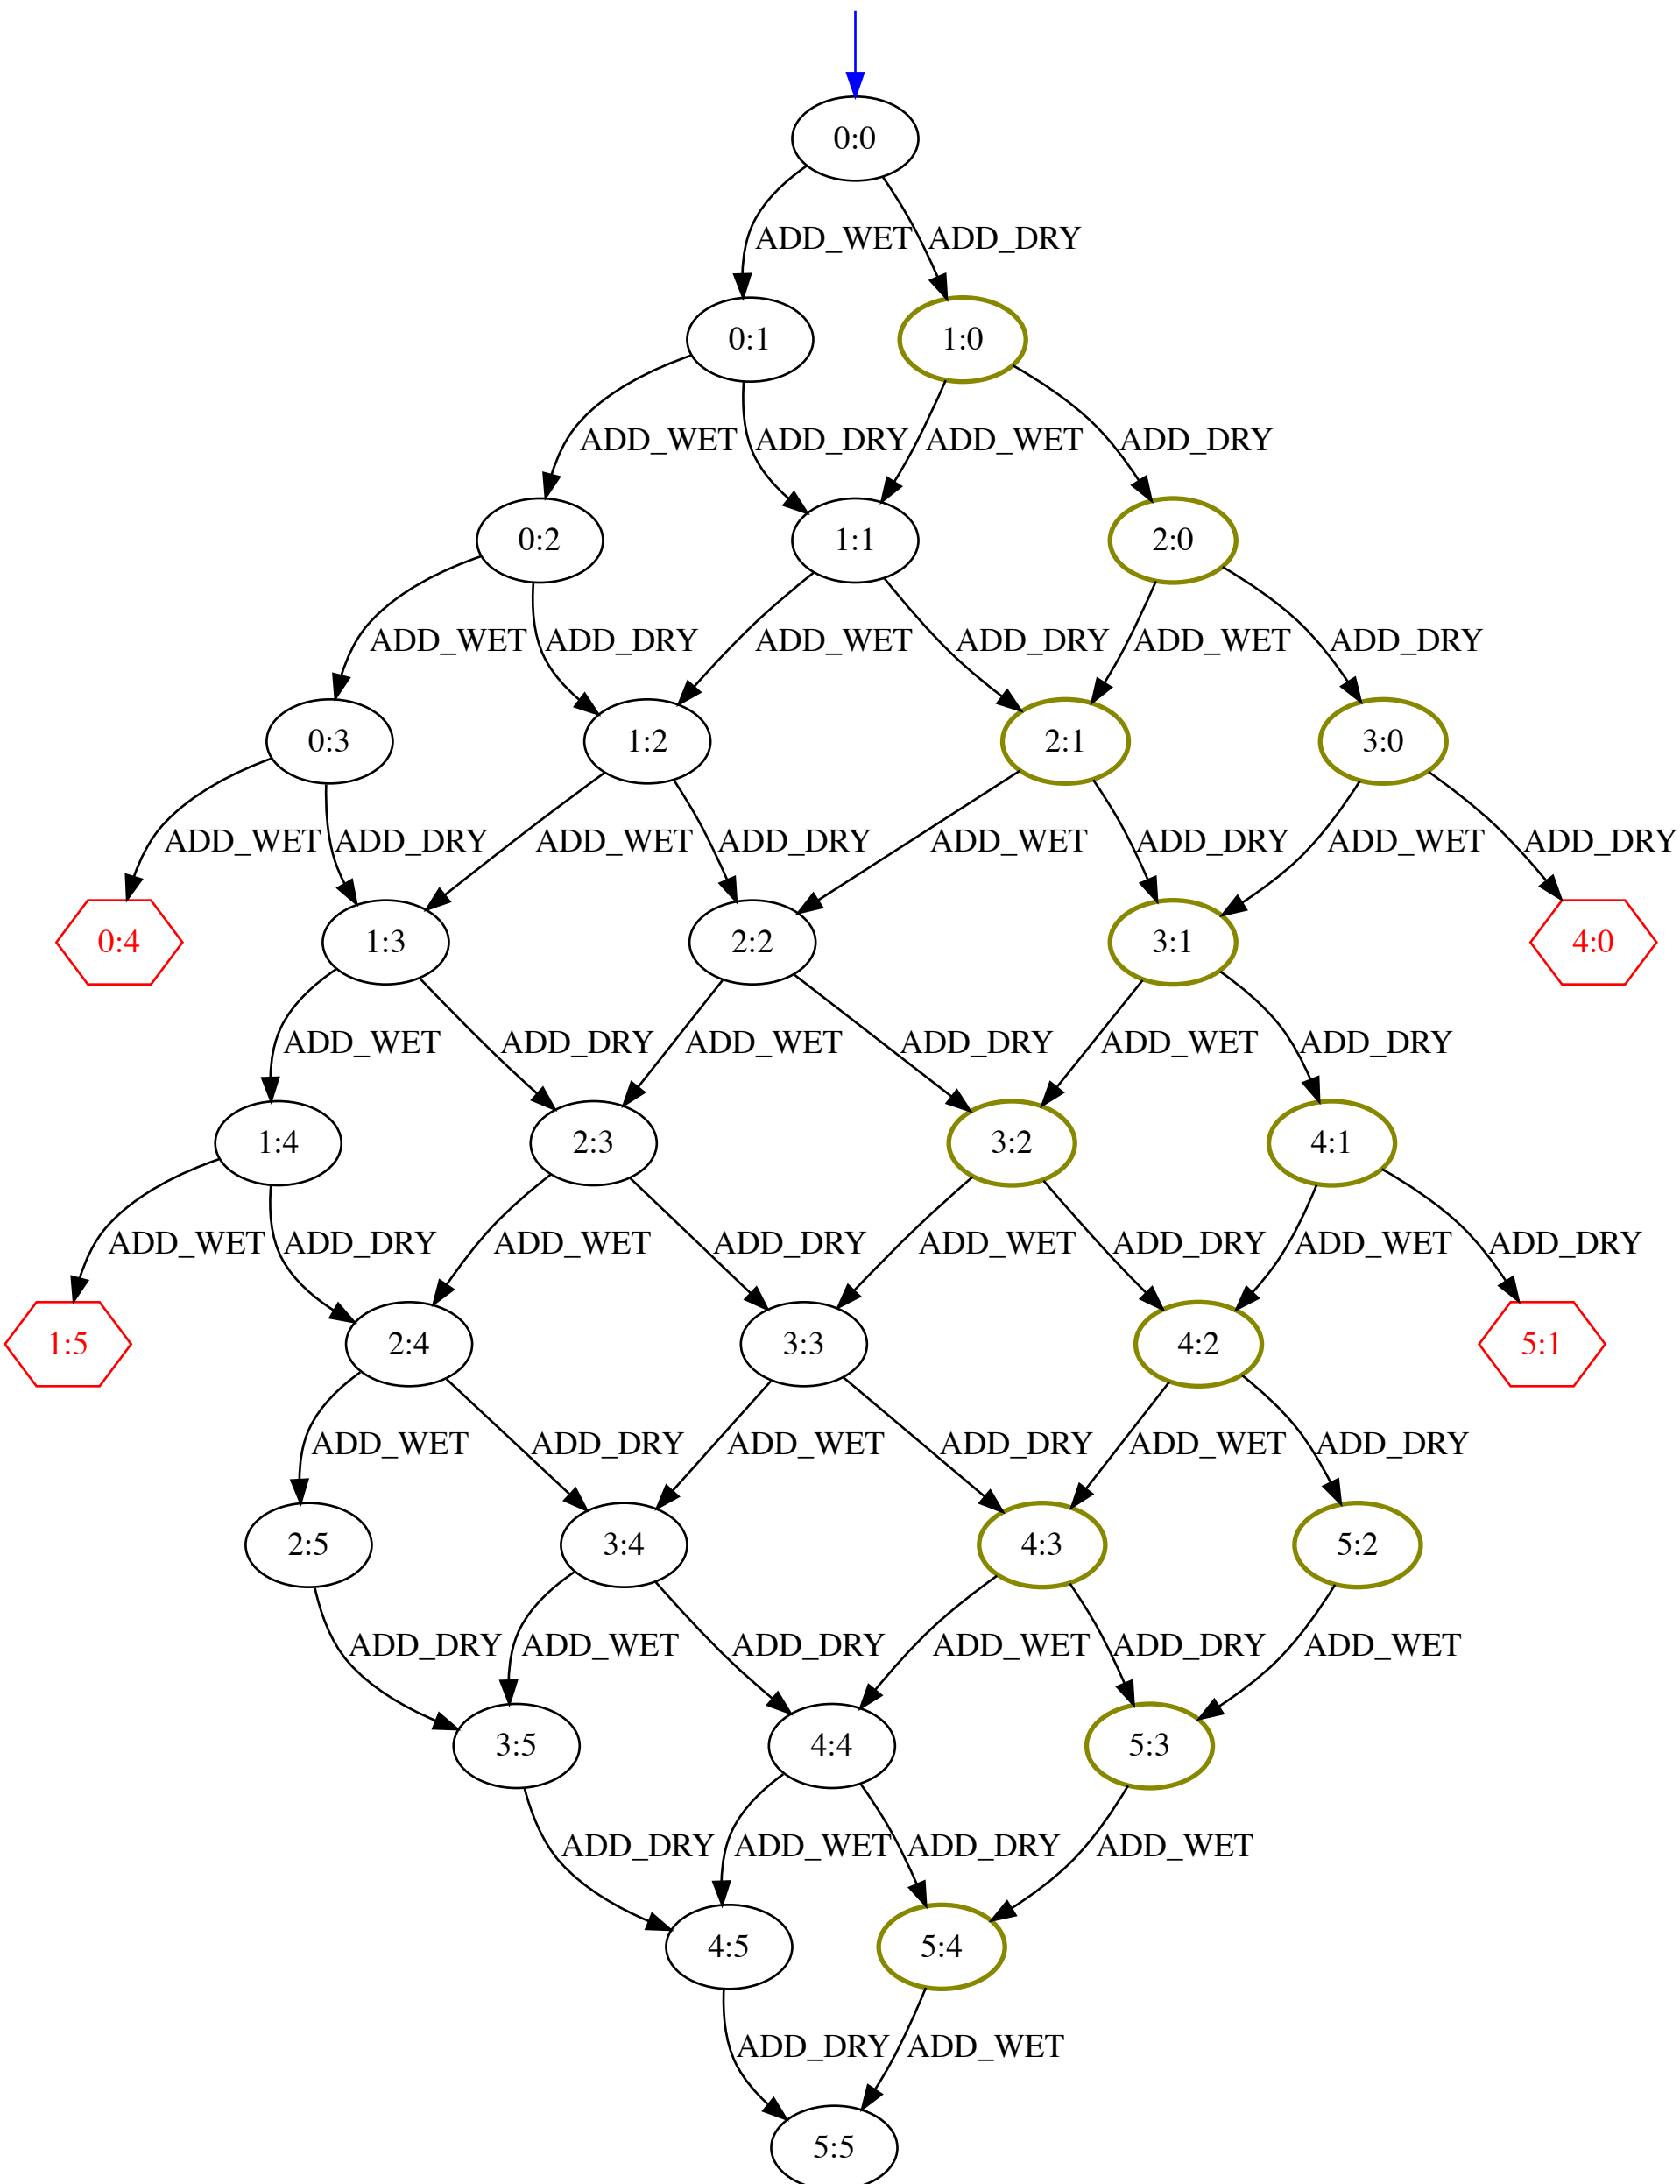 0:0
ADD_WET ADD_DRY
0:1 1:0
ADD_WET ADD_DRY ADD_WET ADD_DRY
0:2 1:1 2:0
ADD_WET ADD_DRY ADD_WET ADD_DRY ADD_WET ADD_DRY
0:3 1:2 2:1 3:0
ADD_WET ADD_DRY ADD_WET ADD_DRY ADD_WET ADD_DRY ADD_WET ADD_DRY
0:4 1:3 2:2 3:1 4:0
ADD_WET ADD_DRY ADD_WET ADD_DRY ADD_WET ADD_DRY
1:4 2:3 3:2 4:1
ADD_WET ADD_DRY ADD_WET ADD_DRY ADD_WET ADD_DRY ADD_WET ADD_DRY
1:5 2:4 3:3 4:2 5:1
ADD_WET ADD_DRY ADD_WET ADD_DRY ADD_WET ADD_DRY
2:5 3:4 4:3 5:2
ADD_DRY ADD_WET ADD_DRY ADD_WET ADD_DRY ADD_WET
3:5 4:4 5:3
ADD_DRY ADD_WET ADD_DRY ADD_WET
4:5 5:4
ADD_DRY ADD_WET
5:5